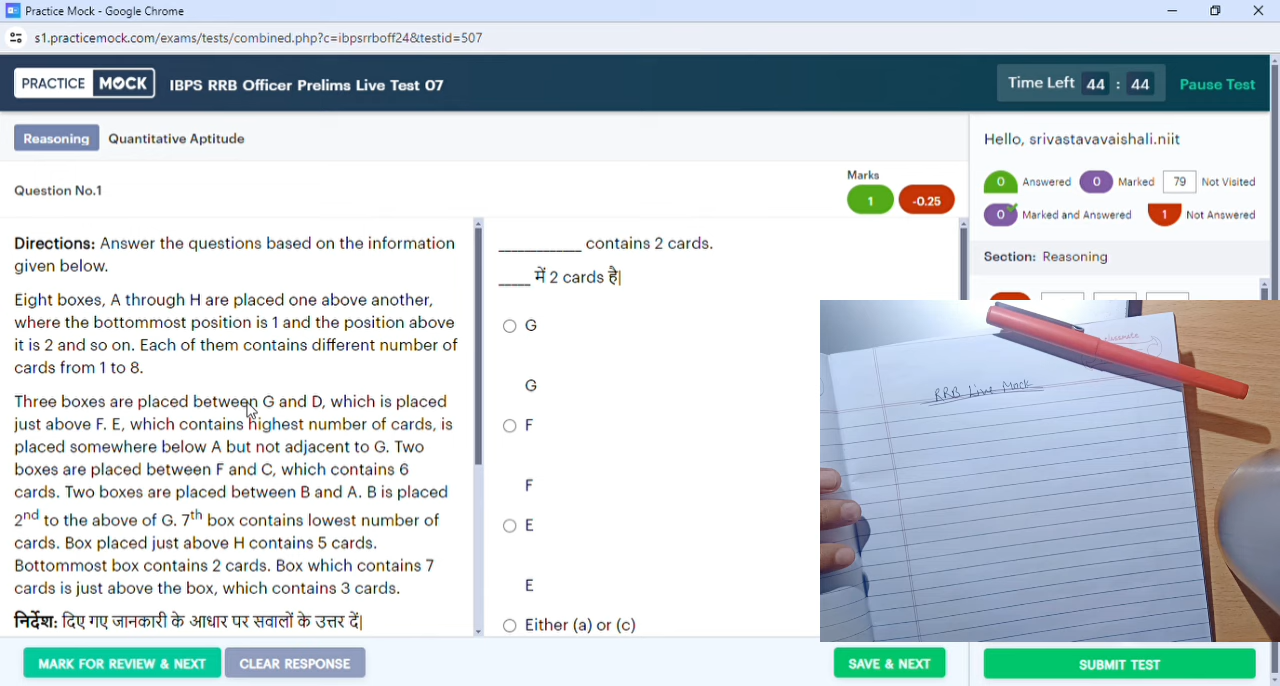 Practice Mock - Google Chrome
s1.practicemock.com/exams/tests/combined.php?c=ibpsrrboff24&testid=507
PRACTICE MOCK
IBPS RRB Officer Prelims Live Test 07
Time Left 44 : 44
Pause Test
Reasoning
Quantitative Aptitude
Hello, srivastavavaishali.niit
Question No.1
Marks
1
-0.25
0 Answered
0 Marked
79 Not Visited
0 Marked and Answered
1 Not Answered
Section: Reasoning
Directions: Answer the questions based on the information
given below.
Eight boxes, A through H are placed one above another,
where the bottommost position is 1 and the position above
it is 2 and so on. Each of them contains different number of
cards from 1 to 8.
Three boxes are placed between G and D, which is placed
just above F. E, which contains highest number of cards, is
placed somewhere below A but not adjacent to G. Two
boxes are placed between F and C, which contains 6
cards. Two boxes are placed between B and A. B is placed
2nd to the above of G. 7th box contains lowest number of
cards. Box placed just above H contains 5 cards.
Bottommost box contains 2 cards. Box which contains 7
cards is just above the box, which contains 3 cards.
निर्देश: दिए गए जानकारी के आधार पर सवालों के उत्तर दें|
____________ contains 2 cards.
_____ में 2 cards है|
G
G
F
F
E
E
Either (a) or (c)
RRB Live Mock
classmate
MARK FOR REVIEW & NEXT
CLEAR RESPONSE
SAVE & NEXT
SUBMIT TEST